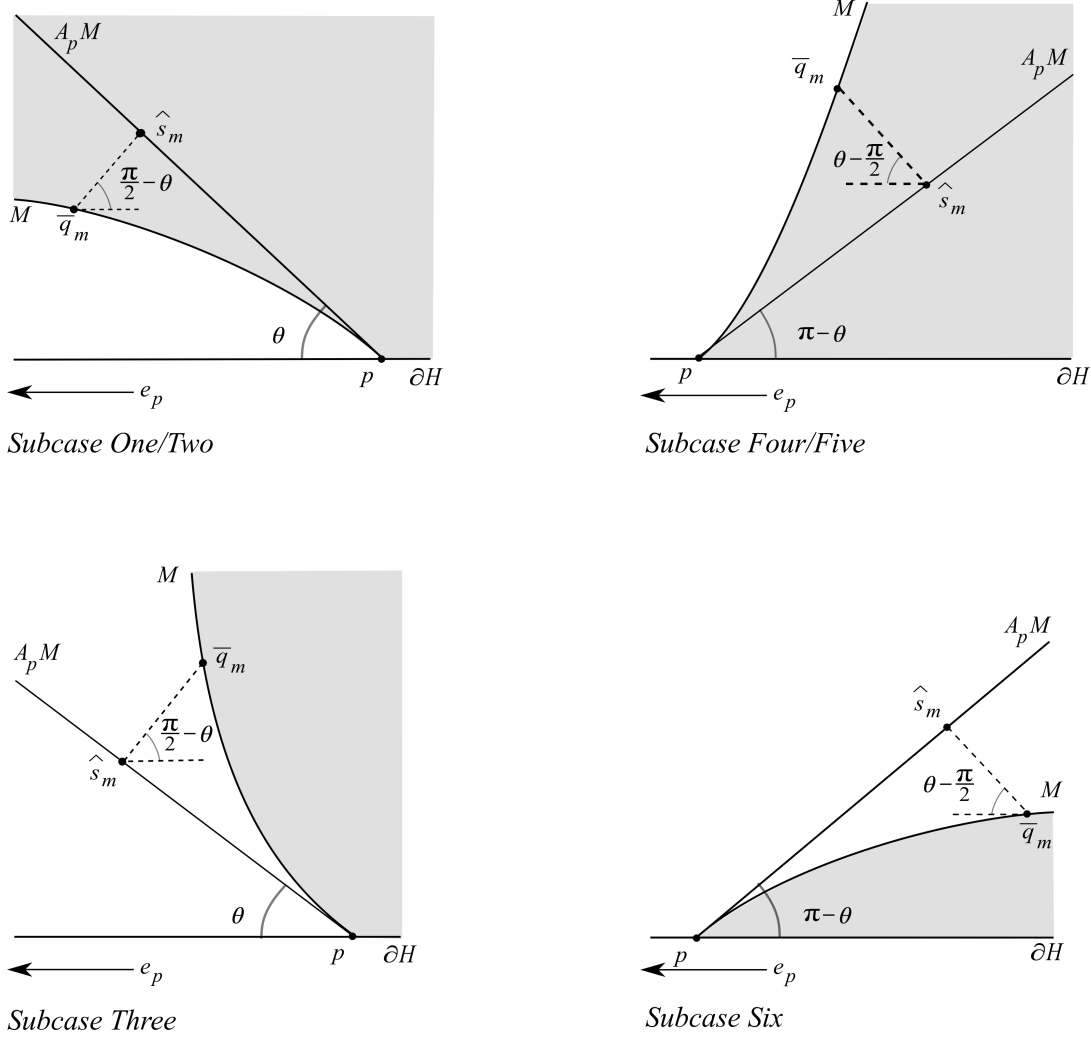 A_pM
ŝ_m
π/2 − θ
M
q̅_m
θ
p
∂H
e_p
Subcase One/Two
M
q̅_m
A_pM
θ − π/2
ŝ_m
π − θ
p
∂H
e_p
Subcase Four/Five
M
A_pM
q̅_m
π/2 − θ
ŝ_m
θ
p
∂H
e_p
Subcase Three
A_pM
ŝ_m
θ − π/2
M
q̅_m
π − θ
p
∂H
e_p
Subcase Six